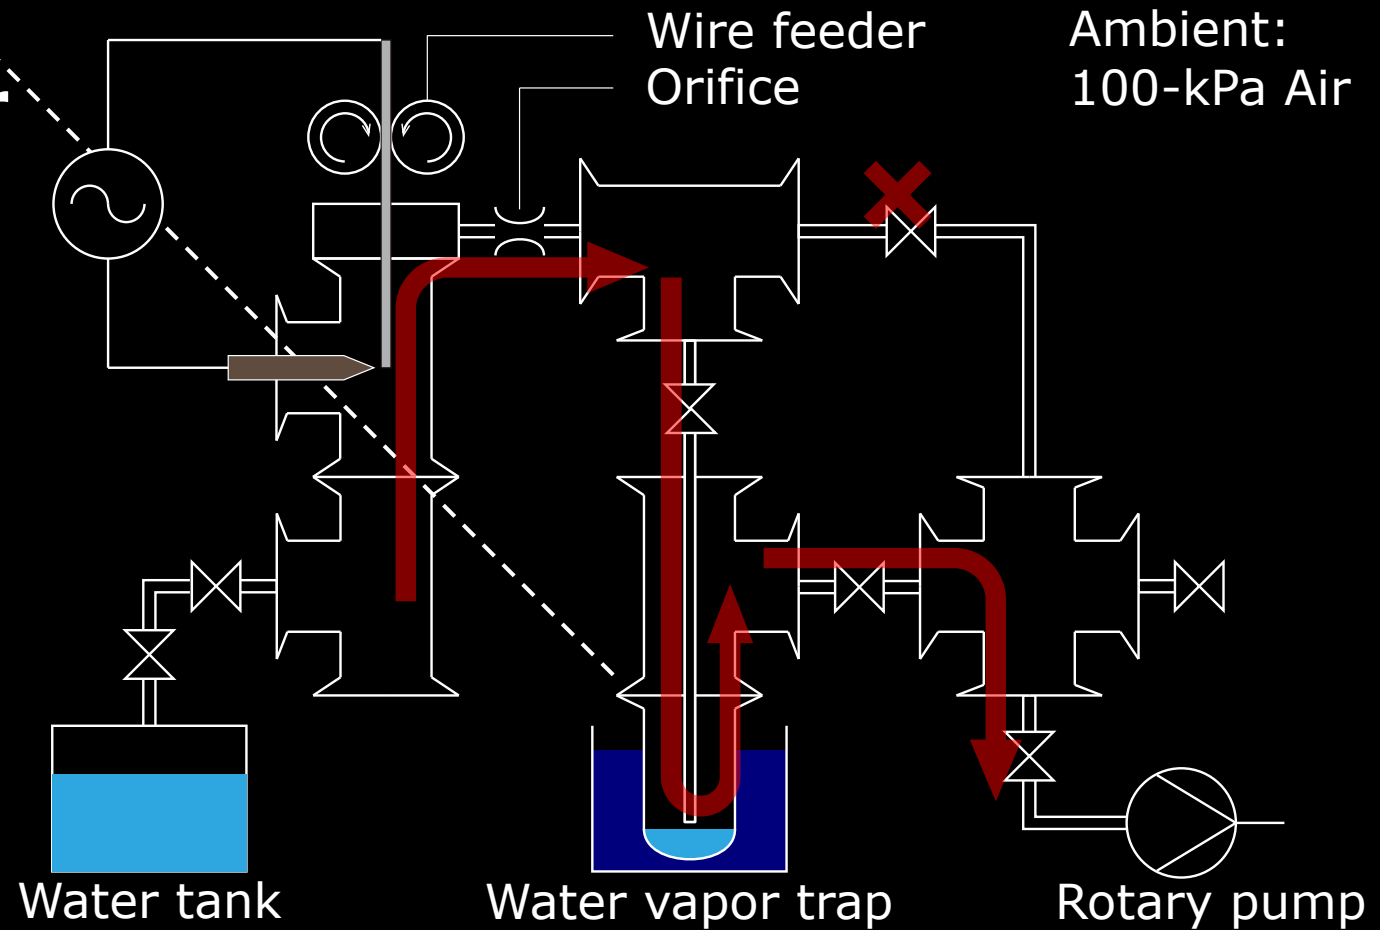 Wire feeder
Orifice
Ambient:
100-kPa Air
Water tank
Water vapor trap
Rotary pump